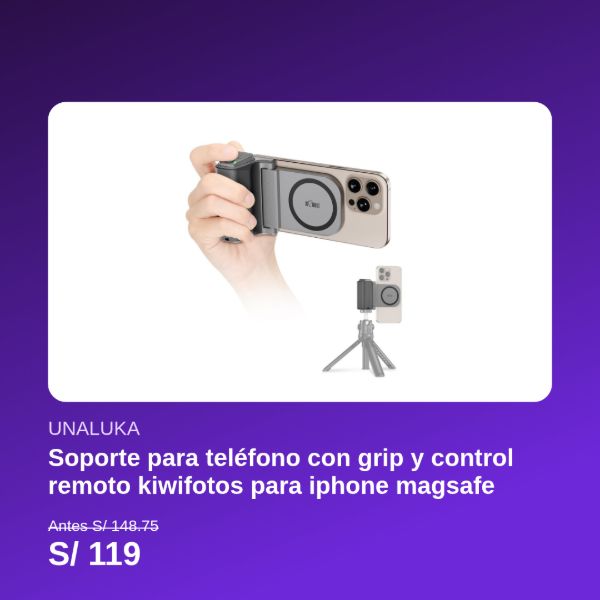 UNALUKA
Soporte para teléfono con grip y control
remoto kiwifotos para iphone magsafe
Antes S/ 148.75
S/ 119